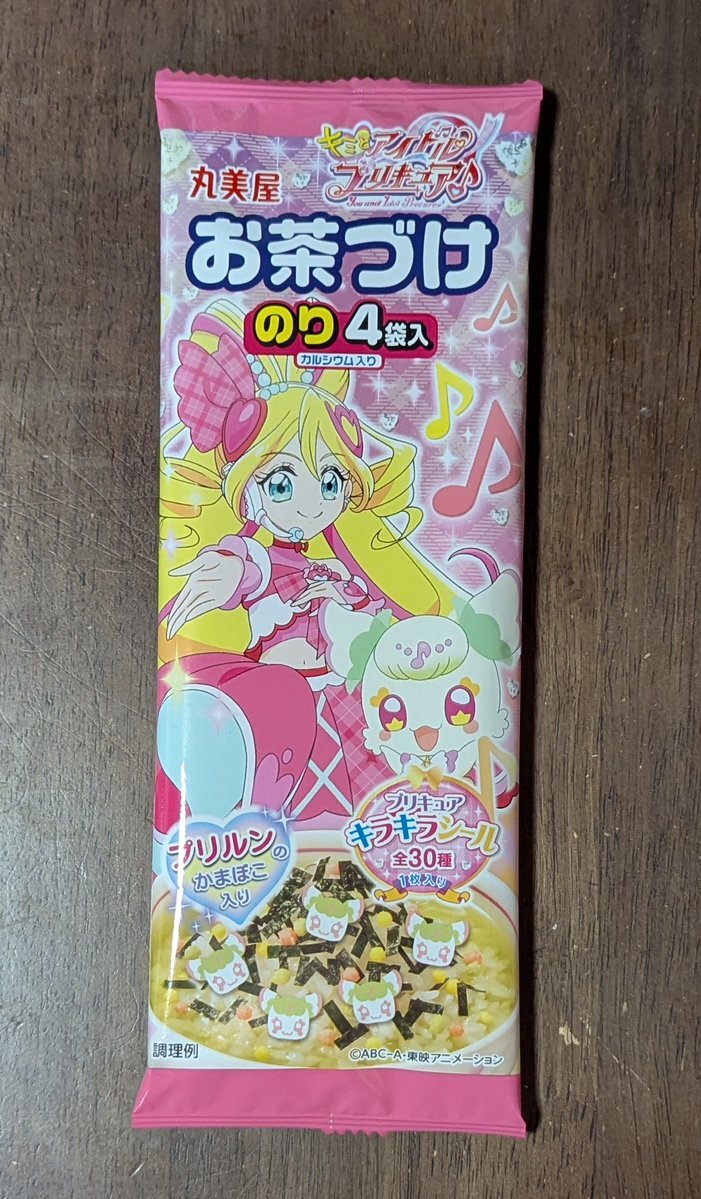 キミとアイドル
プリキュア♪
You and Idol Precure
丸美屋
お茶づけ
のり4袋入
カルシウム入り
プリルンの
かまぼこ
入り
プリキュア
キラキラシール
全30種
1枚入り
調理例
©ABC-A・東映アニメーション